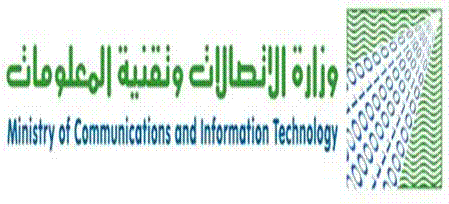 وزارة الاتصالات وتقنية المعلومات
Ministry of Communications and Information Technology